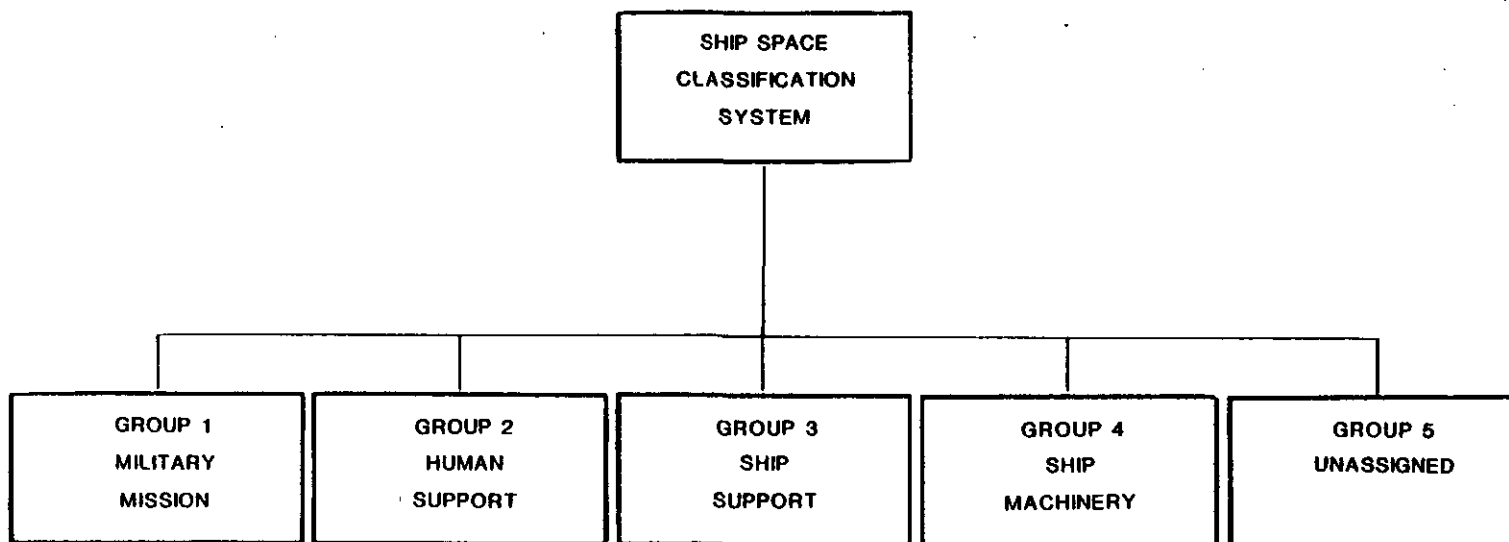 SHIP SPACE
CLASSIFICATION
SYSTEM
GROUP 1
MILITARY
MISSION
GROUP 2
HUMAN
SUPPORT
GROUP 3
SHIP
SUPPORT
GROUP 4
SHIP
MACHINERY
GROUP 5
UNASSIGNED